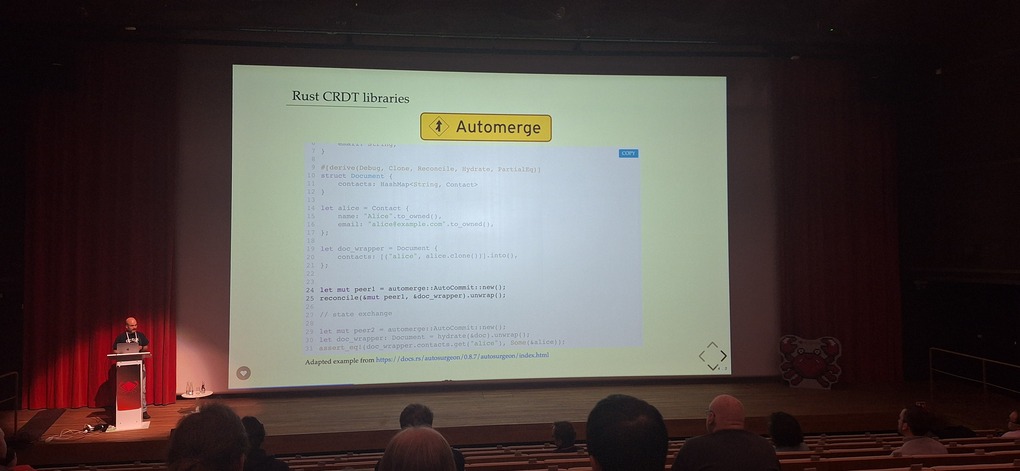 Rust CRDT libraries
Automerge
COPY
7 }
8
9 #[derive(Debug, Clone, Reconcile, Hydrate, PartialEq)]
10 struct Document {
11 contacts: HashMap<String, Contact>
12 }
13
14 let alice = Contact {
15 name: "Alice".to_owned(),
16 email: "alice@example.com".to_owned(),
17 };
18
19 let doc_wrapper = Document {
20 contacts: [("alice", alice.clone())].into(),
21 };
22
23
24 let mut peer1 = automerge::AutoCommit::new();
25 reconcile(&mut peer1, &doc_wrapper).unwrap();
26
27 // state exchange
28
29 let mut peer2 = automerge::AutoCommit::new();
30 let doc_wrapper: Document = hydrate(&doc).unwrap();
31 assert_eq!(doc_wrapper.contacts.get("alice"), Some(&alice));
Adapted example from https://docs.rs/autosurgeon/0.8.7/autosurgeon/index.html